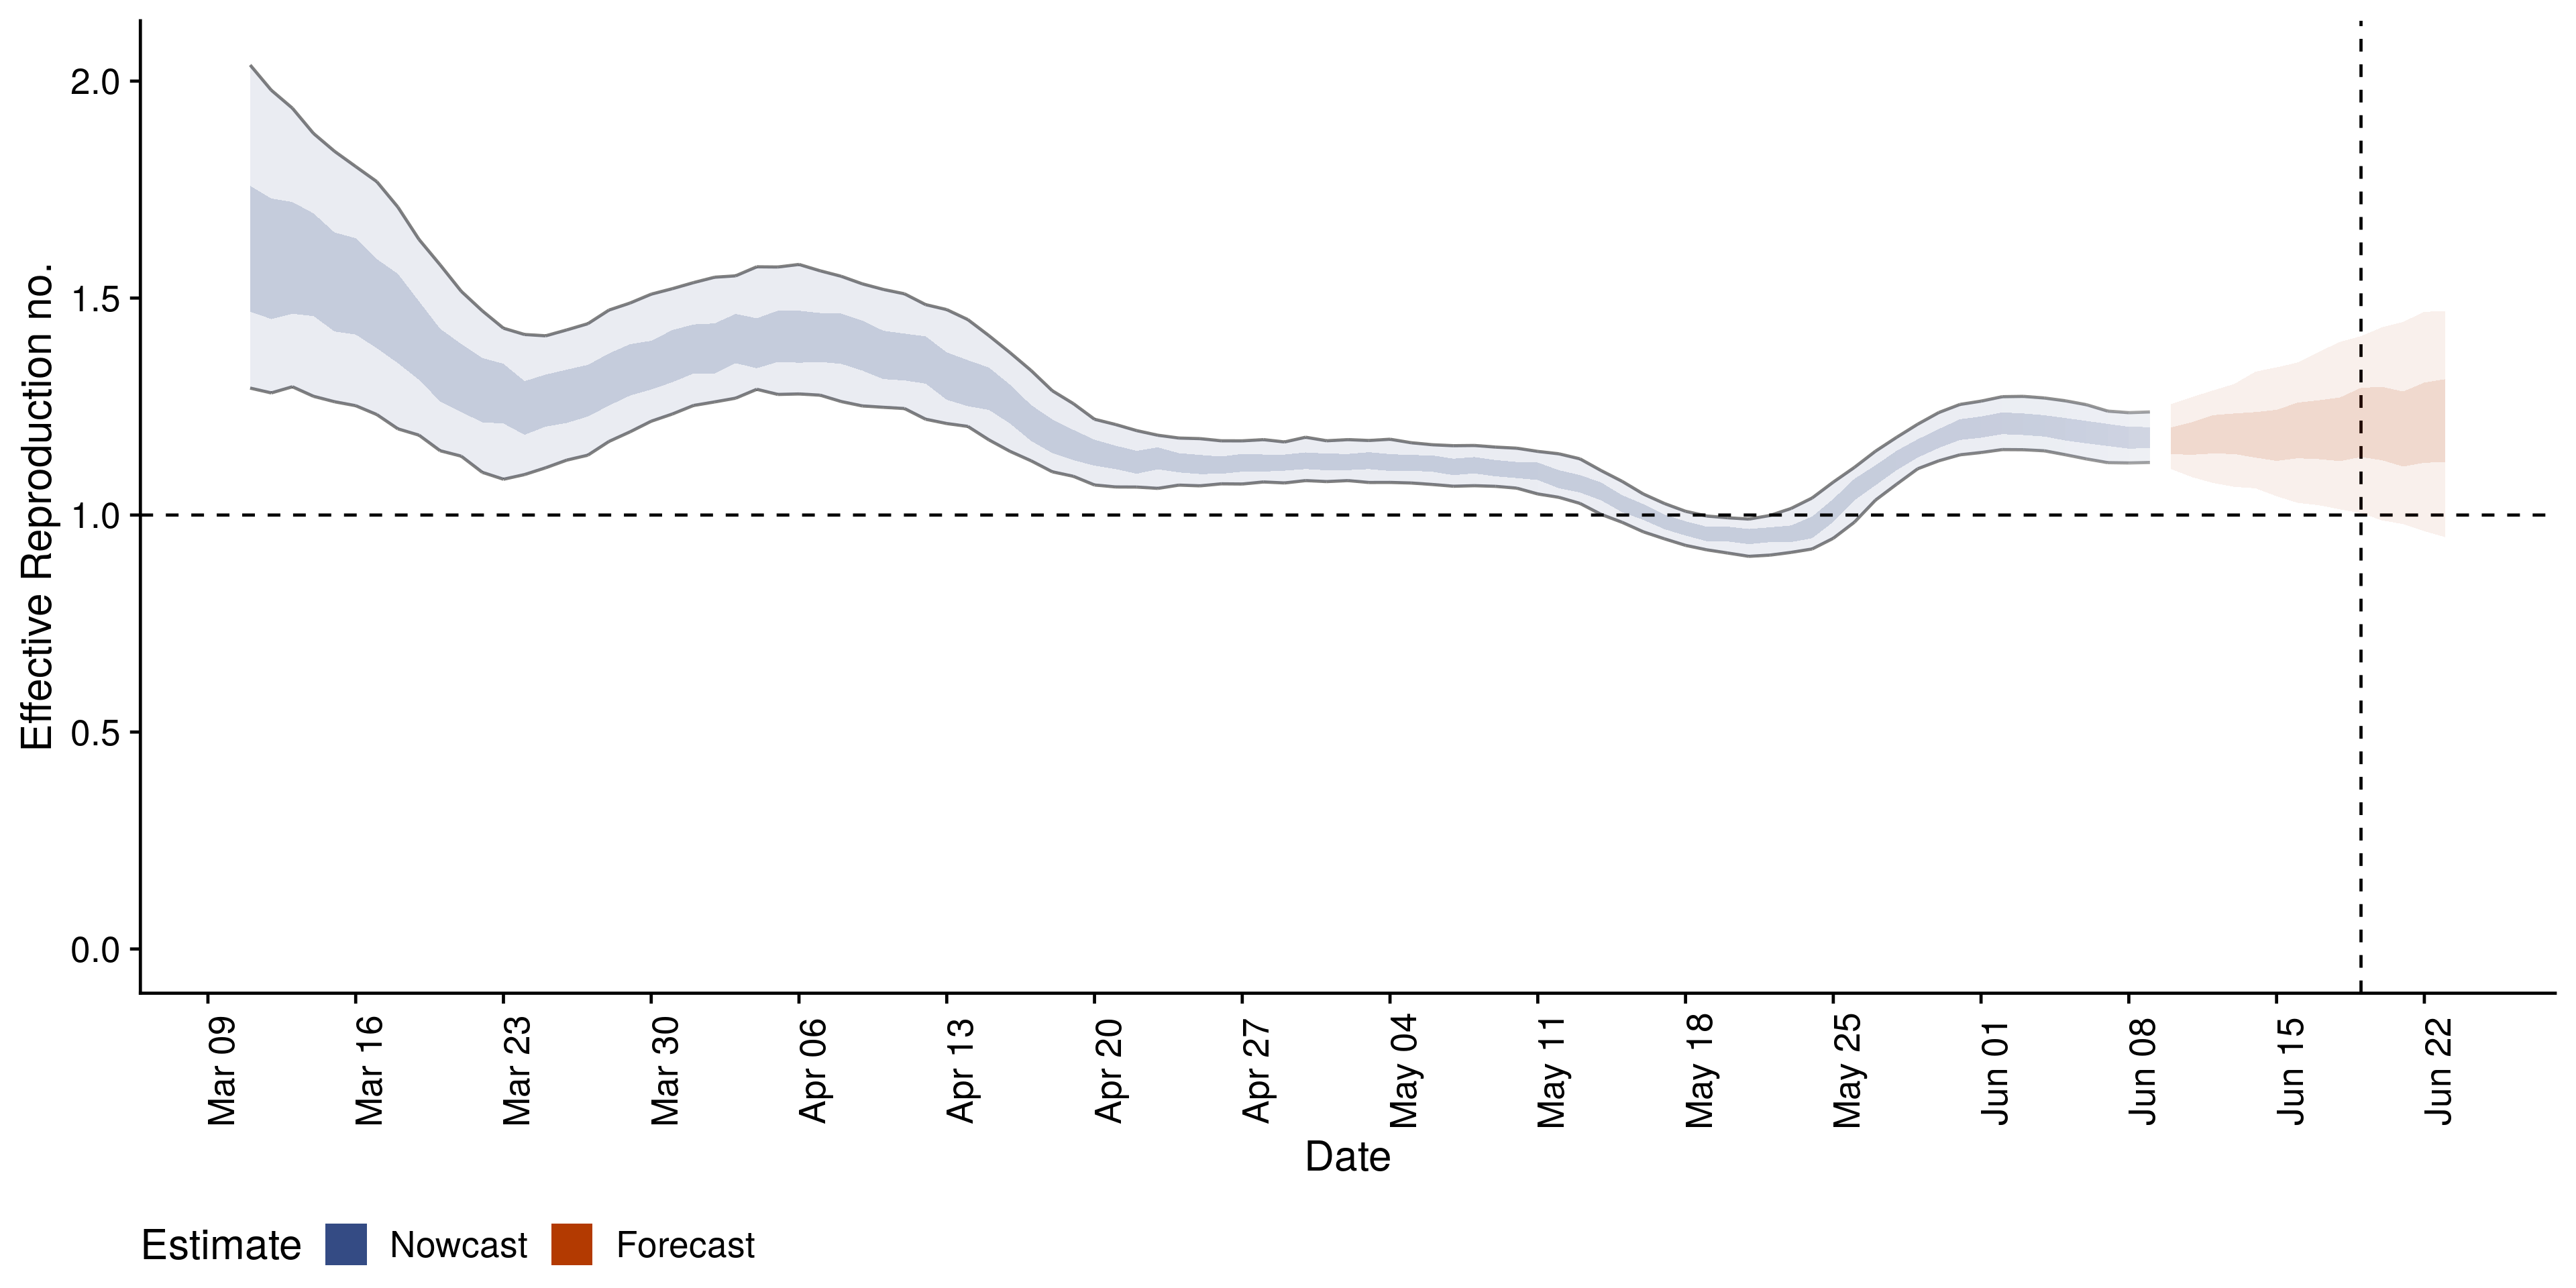 Effective Reproduction no.
2.0
1.5
1.0
0.5
0.0
Mar 09
Mar 16
Mar 23
Mar 30
Apr 06
Apr 13
Apr 20
Apr 27
May 04
May 11
May 18
May 25
Jun 01
Jun 08
Jun 15
Jun 22
Date
Estimate Nowcast Forecast